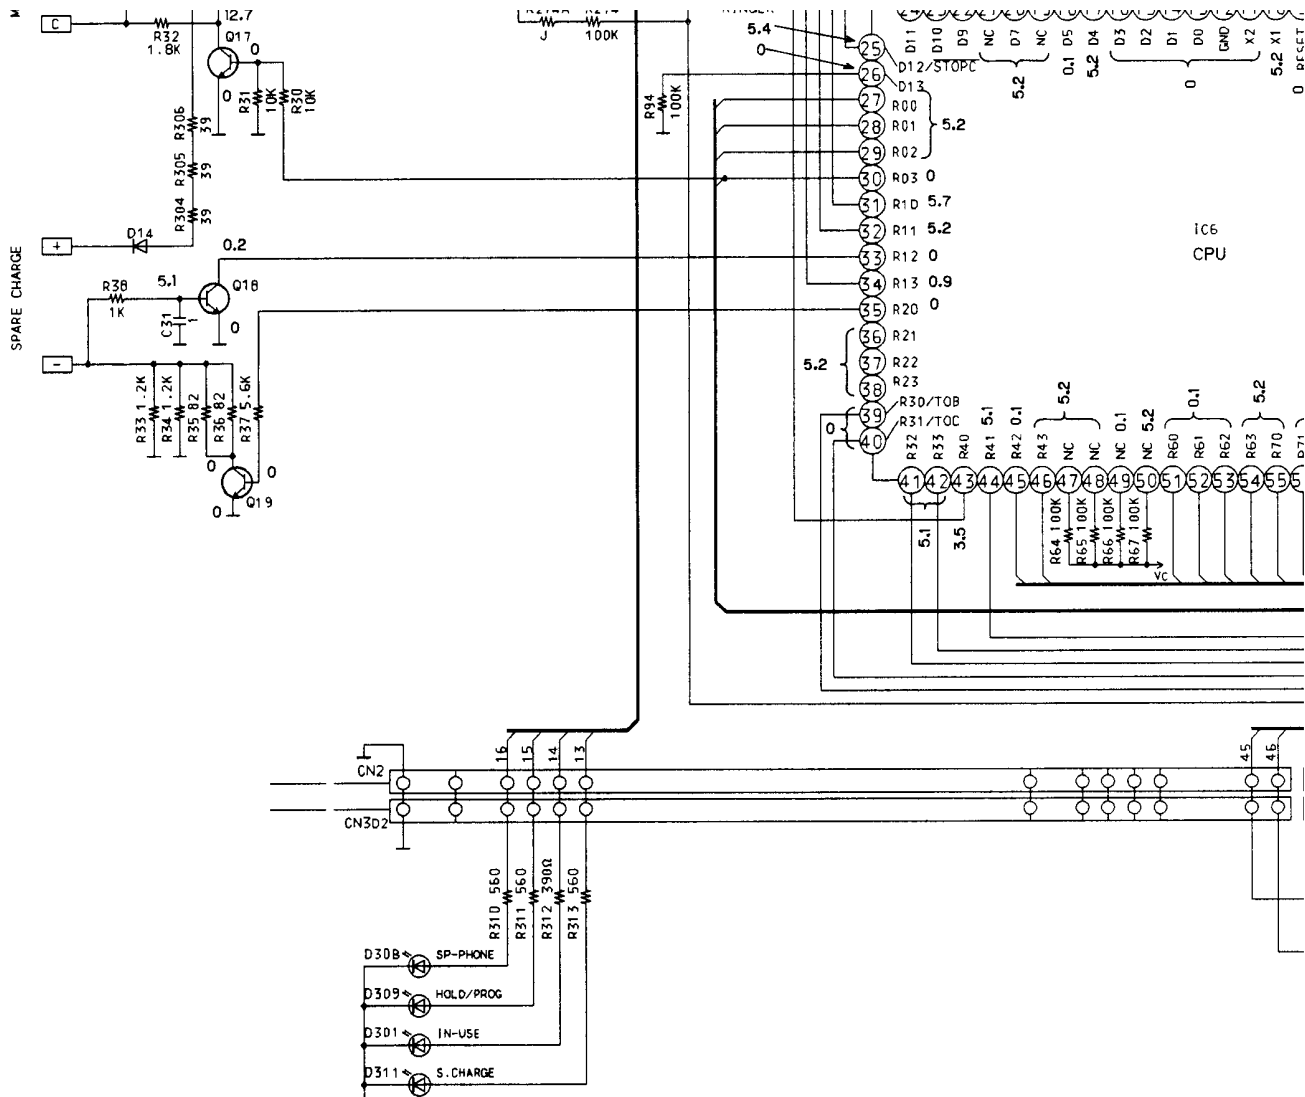 C
R32
1.8K
12.7
Q17
0
0
R31
10K
R30
10K
R306
39
R305
39
R304
39
+
D14
0.2
SPARE CHARGE
R38
1K
5.1
Q18
C31
1
0
-
R33 1.2K
R34 1.2K
R35 82
R36 82
R37 5.6K
0
0
Q19
0
J
100K
5.4
0
R94
100K
25
D12/STOPC
26
D13
27
R00
28
R01
5.2
29
R02
30
R03 0
31
R10 5.7
32
R11 5.2
33
R12 0
34
R13 0.9
35
R20 0
36
R21
5.2
37
R22
38
R23
39
R30/TOB
0
40
R31/TOC
D11
D10
D9
NC
D7
NC
D5
D4
D3
D2
D1
D0
GND
X2
X1
RESET
5.2
0.1
5.2
0
5.2
0
IC6
CPU
R32
R33
R40
R41 5.1
R42 0.1
R43
NC
NC
5.2
NC 0.1
NC 5.2
R60
R61
R62
0.1
R63
R70
5.2
R71
41
42
43
44
45
46
47
48
49
50
51
52
53
54
55
5.1
3.5
R64 100K
R65 100K
R66 100K
R67 100K
VC
16
15
14
13
45
46
CN2
CN302
R310 560
R311 560
R312 390Ω
R313 560
D308
SP-PHONE
D309
HOLD/PROG
D301
IN-USE
D311
S.CHARGE